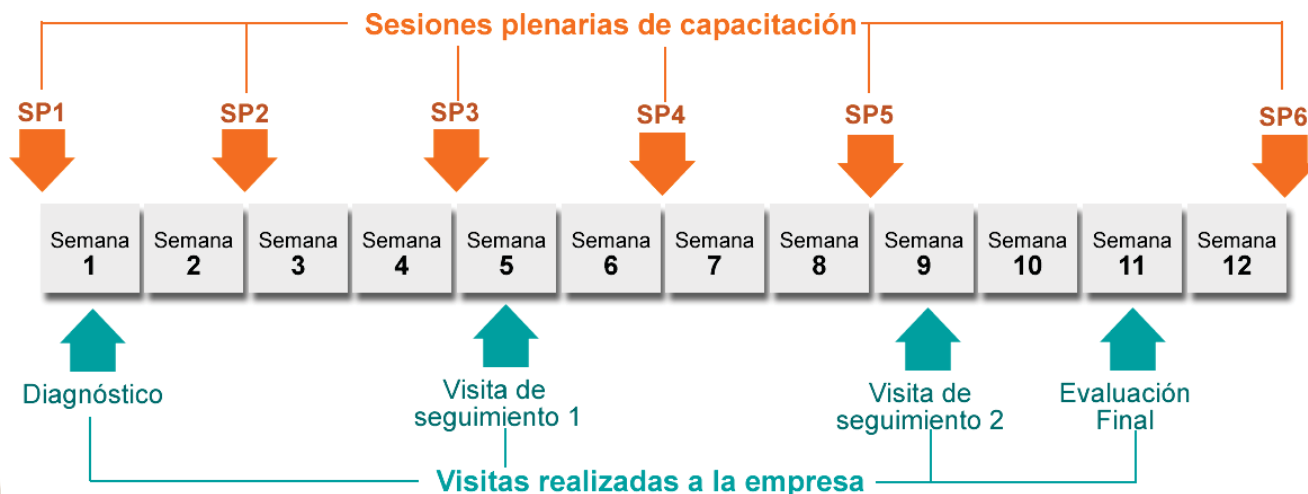 Sesiones plenarias de capacitación
SP1 SP2 SP3 SP4 SP5 SP6
Semana Semana Semana Semana Semana Semana Semana Semana Semana Semana Semana Semana
1 2 3 4 5 6 7 8 9 10 11 12
Diagnóstico
Visita de
seguimiento 1
Visita de
seguimiento 2
Evaluación
Final
Visitas realizadas a la empresa